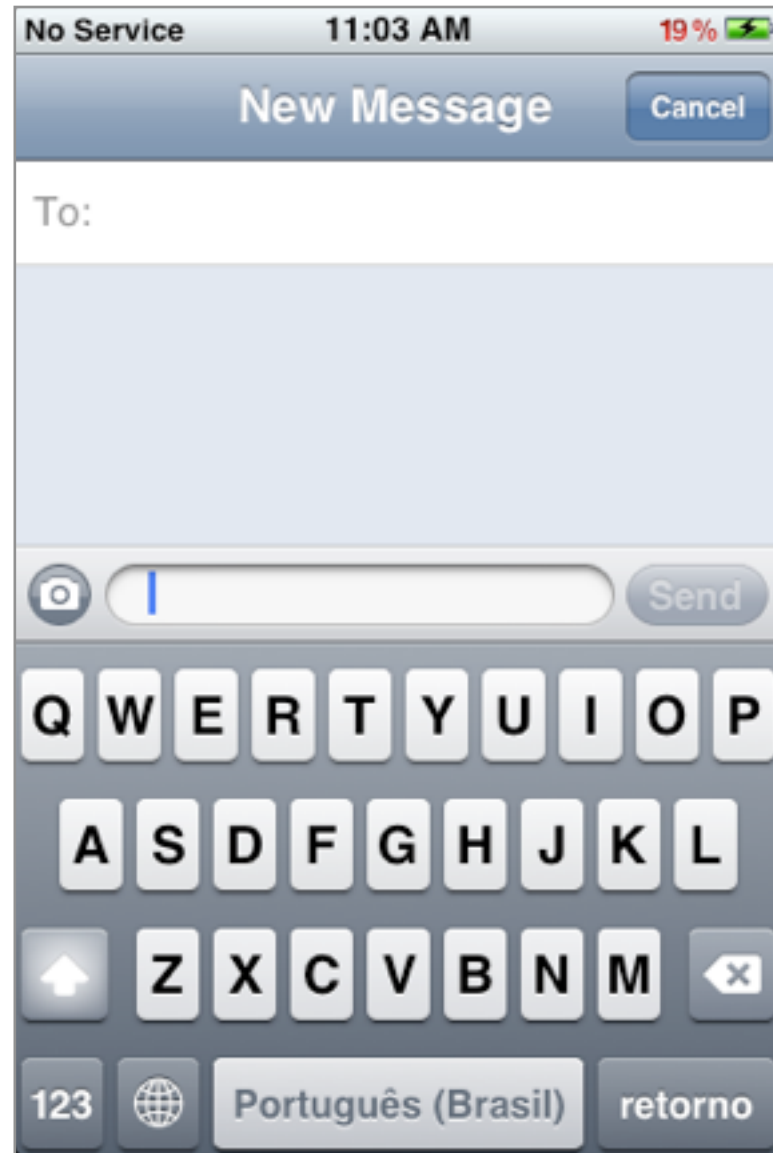 No Service 11:03 AM 19%
New Message Cancel
To:
Send
Q W E R T Y U I O P
A S D F G H J K L
Z X C V B N M
123 Português (Brasil) retorno